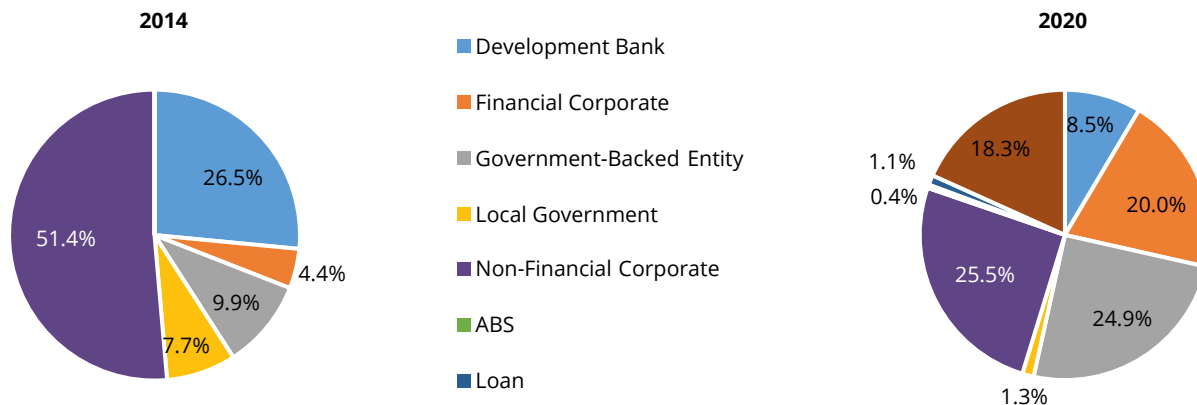 2014
26.5%
4.4%
9.9%
7.7%
51.4%
Development Bank
Financial Corporate
Government-Backed Entity
Local Government
Non-Financial Corporate
ABS
Loan
2020
8.5%
20.0%
24.9%
1.3%
25.5%
0.4%
1.1%
18.3%